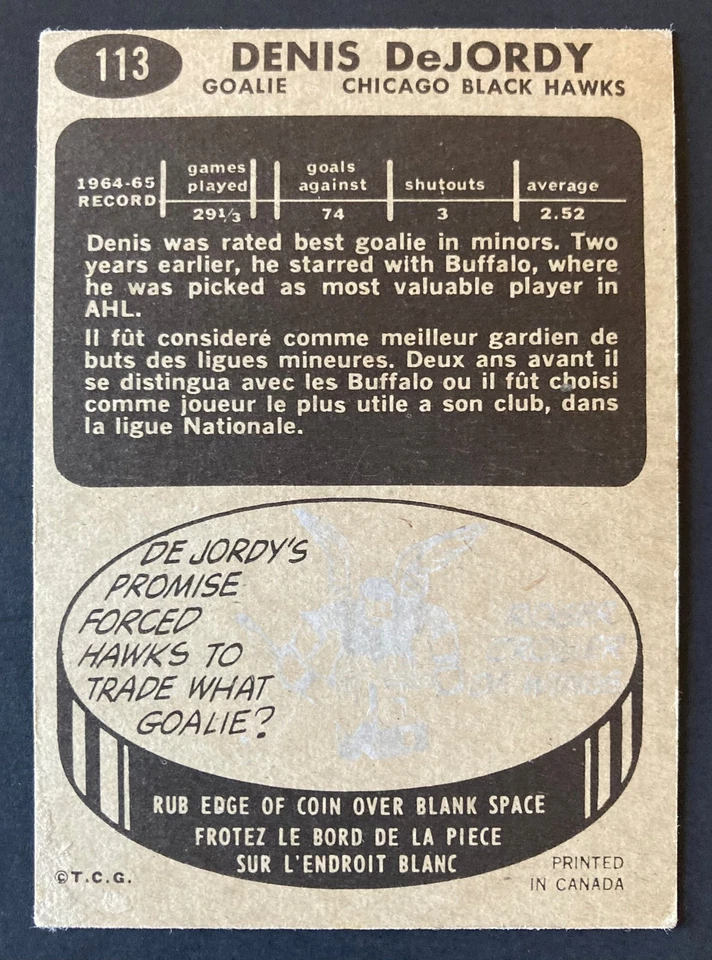 113
DENIS DeJORDY
GOALIE CHICAGO BLACK HAWKS
1964-65 RECORD
games played
goals against
shutouts
average
29 1/3 74 3 2.52
Denis was rated best goalie in minors. Two
years earlier, he starred with Buffalo, where
he was picked as most valuable player in
AHL.
Il fût consideré comme meilleur gardien de
buts des ligues mineures. Deux ans avant il
se distingua avec les Buffalo ou il fût choisi
comme joueur le plus utile a son club, dans
la ligue Nationale.
DE JORDY'S
PROMISE
FORCED
HAWKS TO
TRADE WHAT
GOALIE?
RUB EDGE OF COIN OVER BLANK SPACE
FROTEZ LE BORD DE LA PIECE
SUR L'ENDROIT BLANC
©T.C.G.
PRINTED
IN CANADA